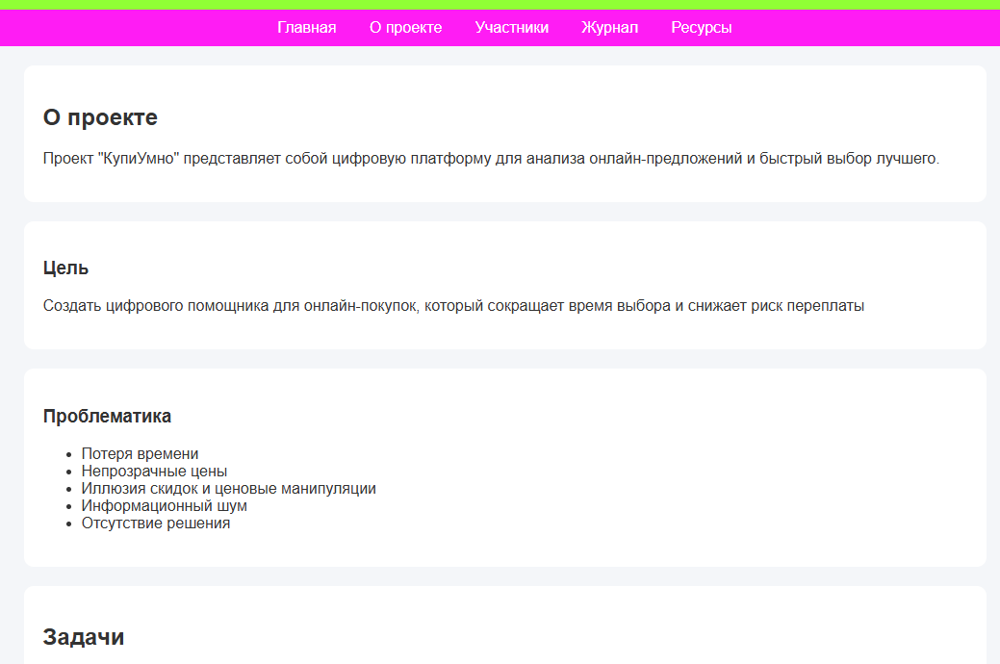 Главная О проекте Участники Журнал Ресурсы
О проекте
Проект "КупиУмно" представляет собой цифровую платформу для анализа онлайн-предложений и быстрый выбор лучшего.
Цель
Создать цифрового помощника для онлайн-покупок, который сокращает время выбора и снижает риск переплаты
Проблематика
• Потеря времени
• Непрозрачные цены
• Иллюзия скидок и ценовые манипуляции
• Информационный шум
• Отсутствие решения
Задачи